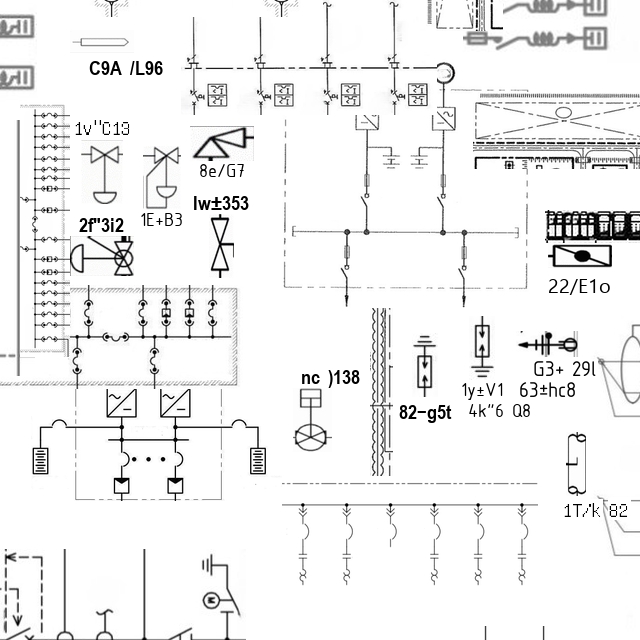 C9A /L96
1v"C13
8e/G7
1E+B3
lw±353
2f"3i2
22/E1o
G3+ 29l
nc )138
1y±V1 63±hc8
82-g5t
4k"6 Q8
1T/k 82
M